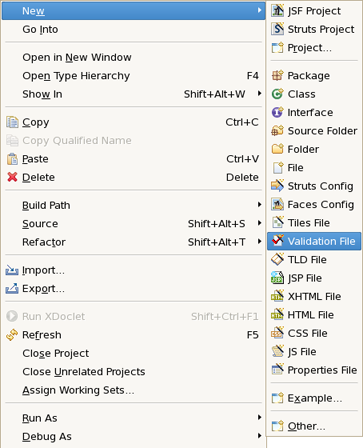 New
Go Into
Open in New Window
Open Type Hierarchy F4
Show In Shift+Alt+W
Copy Ctrl+C
Copy Qualified Name
Paste Ctrl+V
Delete Delete
Build Path
Source Shift+Alt+S
Refactor Shift+Alt+T
Import...
Export...
Run XDoclet Shift+Ctrl+F1
Refresh F5
Close Project
Close Unrelated Projects
Assign Working Sets...
Run As
Debug As
JSF Project
Struts Project
Project...
Package
Class
Interface
Source Folder
Folder
File
Struts Config
Faces Config
Tiles File
Validation File
TLD File
JSP File
XHTML File
HTML File
CSS File
JS File
Properties File
Example...
Other...